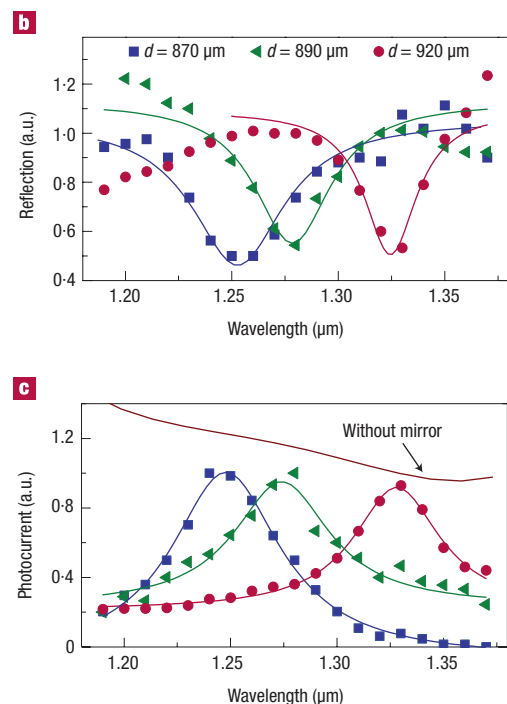 b
d = 870 µm d = 890 µm d = 920 µm
1·2
1.0
0.8
0.6
0·4
Reflection (a.u.)
1.20 1.25 1.30 1.35
Wavelength (µm)
c
Without mirror
1.2
0.8
0·4
0
Photocurrent (a.u.)
1.20 1.25 1.30 1.35
Wavelength (µm)